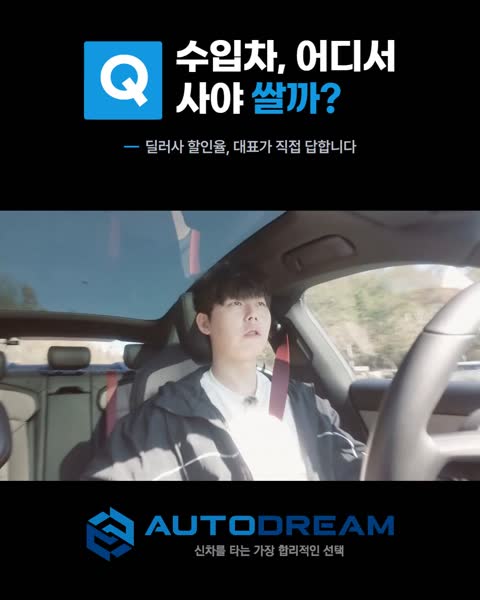 Q
수입차, 어디서
사야 쌀까?
— 딜러사 할인율, 대표가 직접 답합니다
AUTODREAM
신차를 타는 가장 합리적인 선택